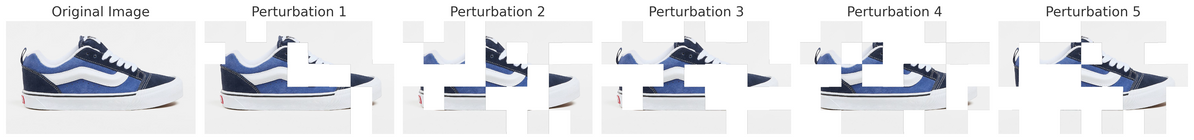 Original Image
Perturbation 1
Perturbation 2
Perturbation 3
Perturbation 4
Perturbation 5